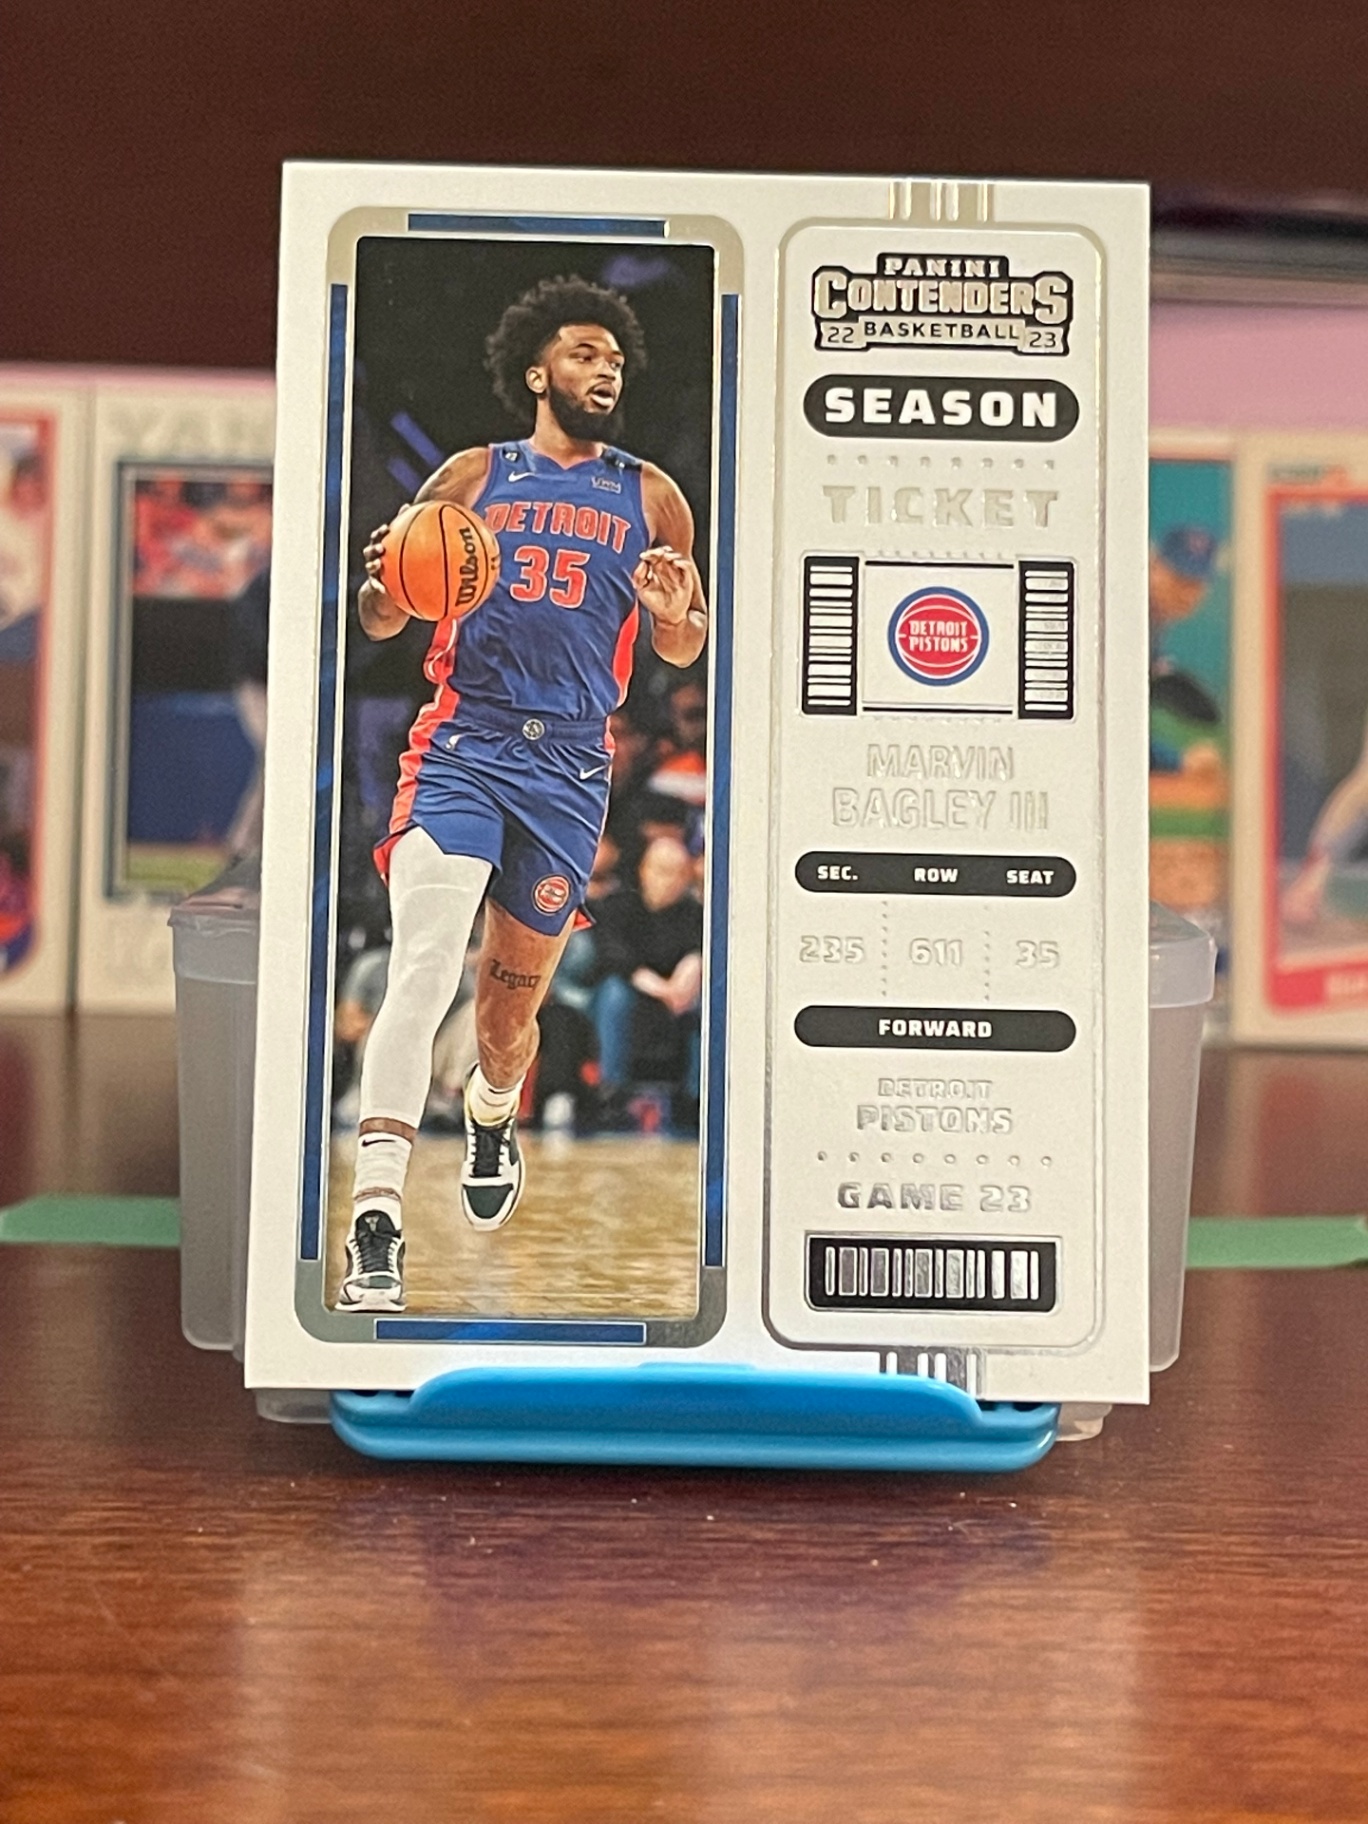 PANINI
CONTENDERS
22 BASKETBALL 23
SEASON
TICKET
DETROIT
PISTONS
MARVIN
BAGLEY III
SEC. ROW SEAT
235 611 35
FORWARD
DETROIT
PISTONS
GAME 23
DETROIT
35
Wilson
Legacy